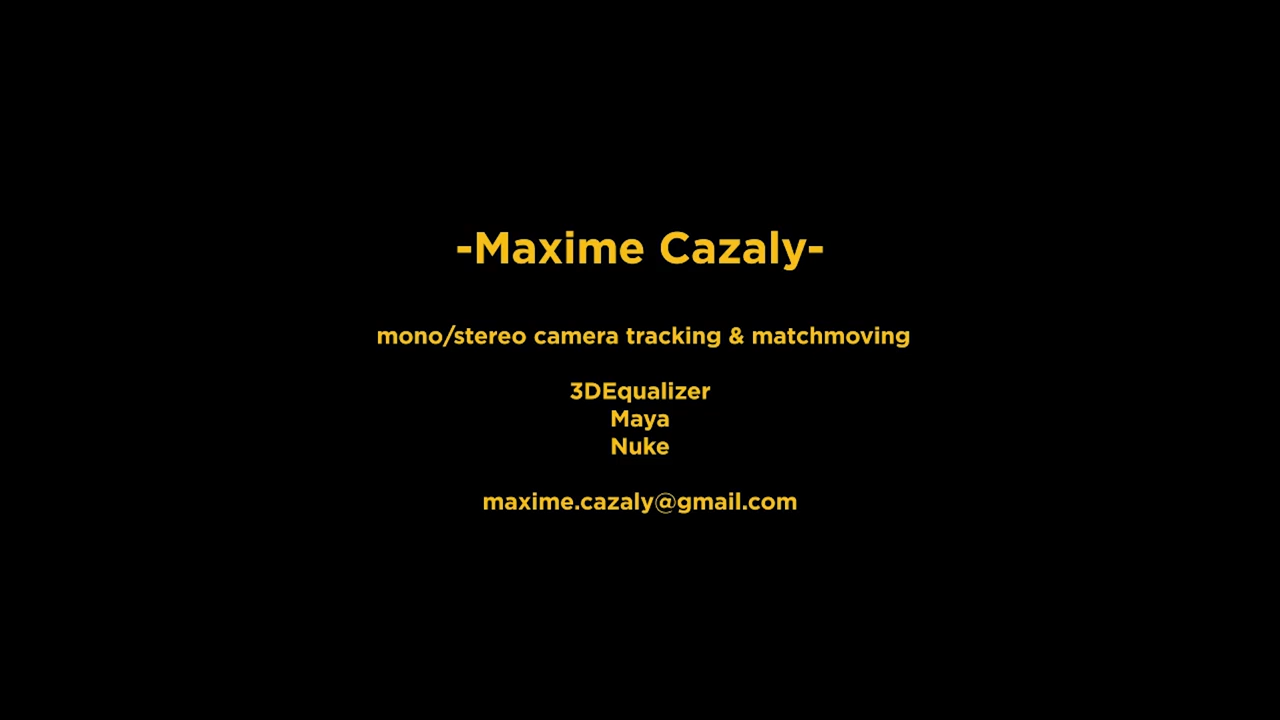 -Maxime Cazaly-
mono/stereo camera tracking & matchmoving
3DEqualizer
Maya
Nuke
maxime.cazaly@gmail.com